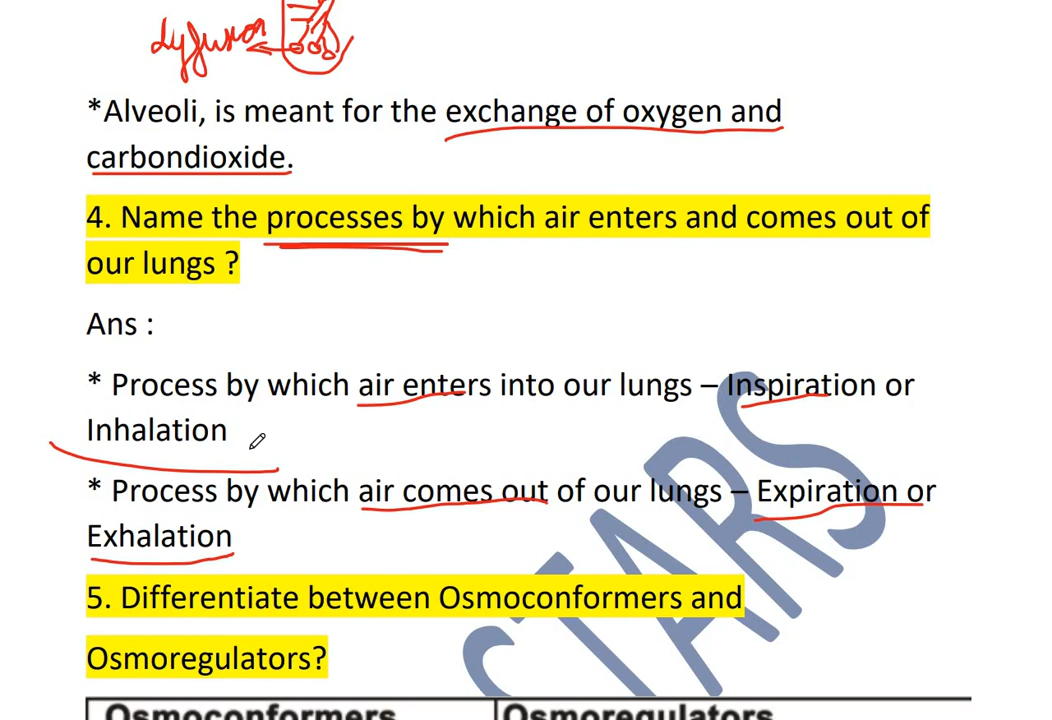 dyfusion
*Alveoli, is meant for the exchange of oxygen and
carbondioxide.
4. Name the processes by which air enters and comes out of
our lungs ?
Ans :
* Process by which air enters into our lungs – Inspiration or
Inhalation
* Process by which air comes out of our lungs – Expiration or
Exhalation
5. Differentiate between Osmoconformers and
Osmoregulators?
Osmoconformers Osmoregulators
STARS